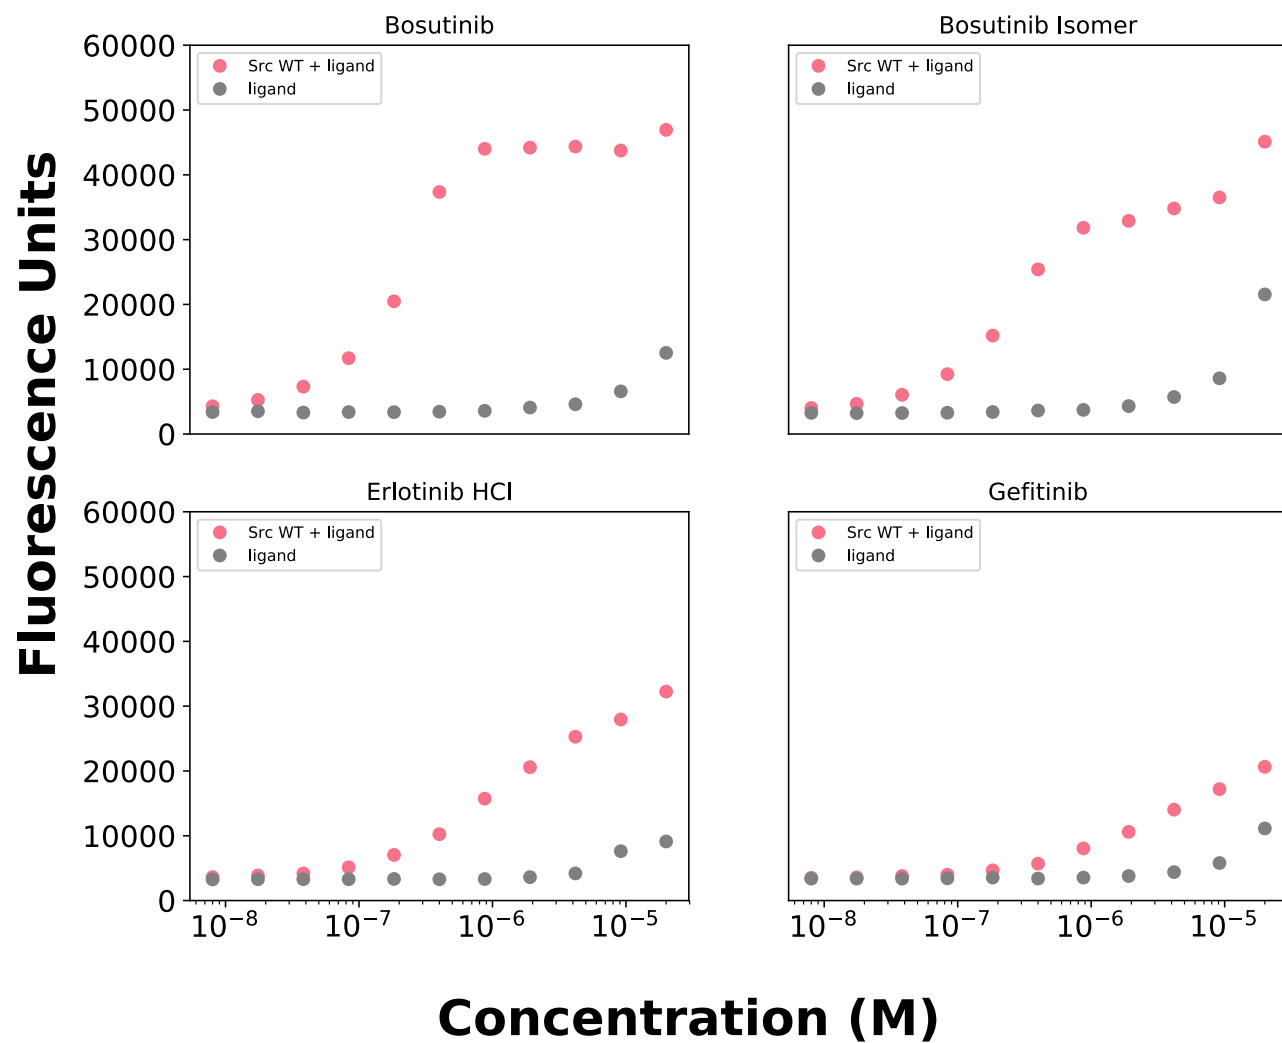 Fluorescence Units
Bosutinib
60000
50000
40000
30000
20000
10000
0
Src WT + ligand
ligand
Bosutinib Isomer
Src WT + ligand
ligand
Erlotinib HCl
60000
50000
40000
30000
20000
10000
0
Src WT + ligand
ligand
10⁻⁸ 10⁻⁷ 10⁻⁶ 10⁻⁵
Gefitinib
Src WT + ligand
ligand
10⁻⁸ 10⁻⁷ 10⁻⁶ 10⁻⁵
Concentration (M)